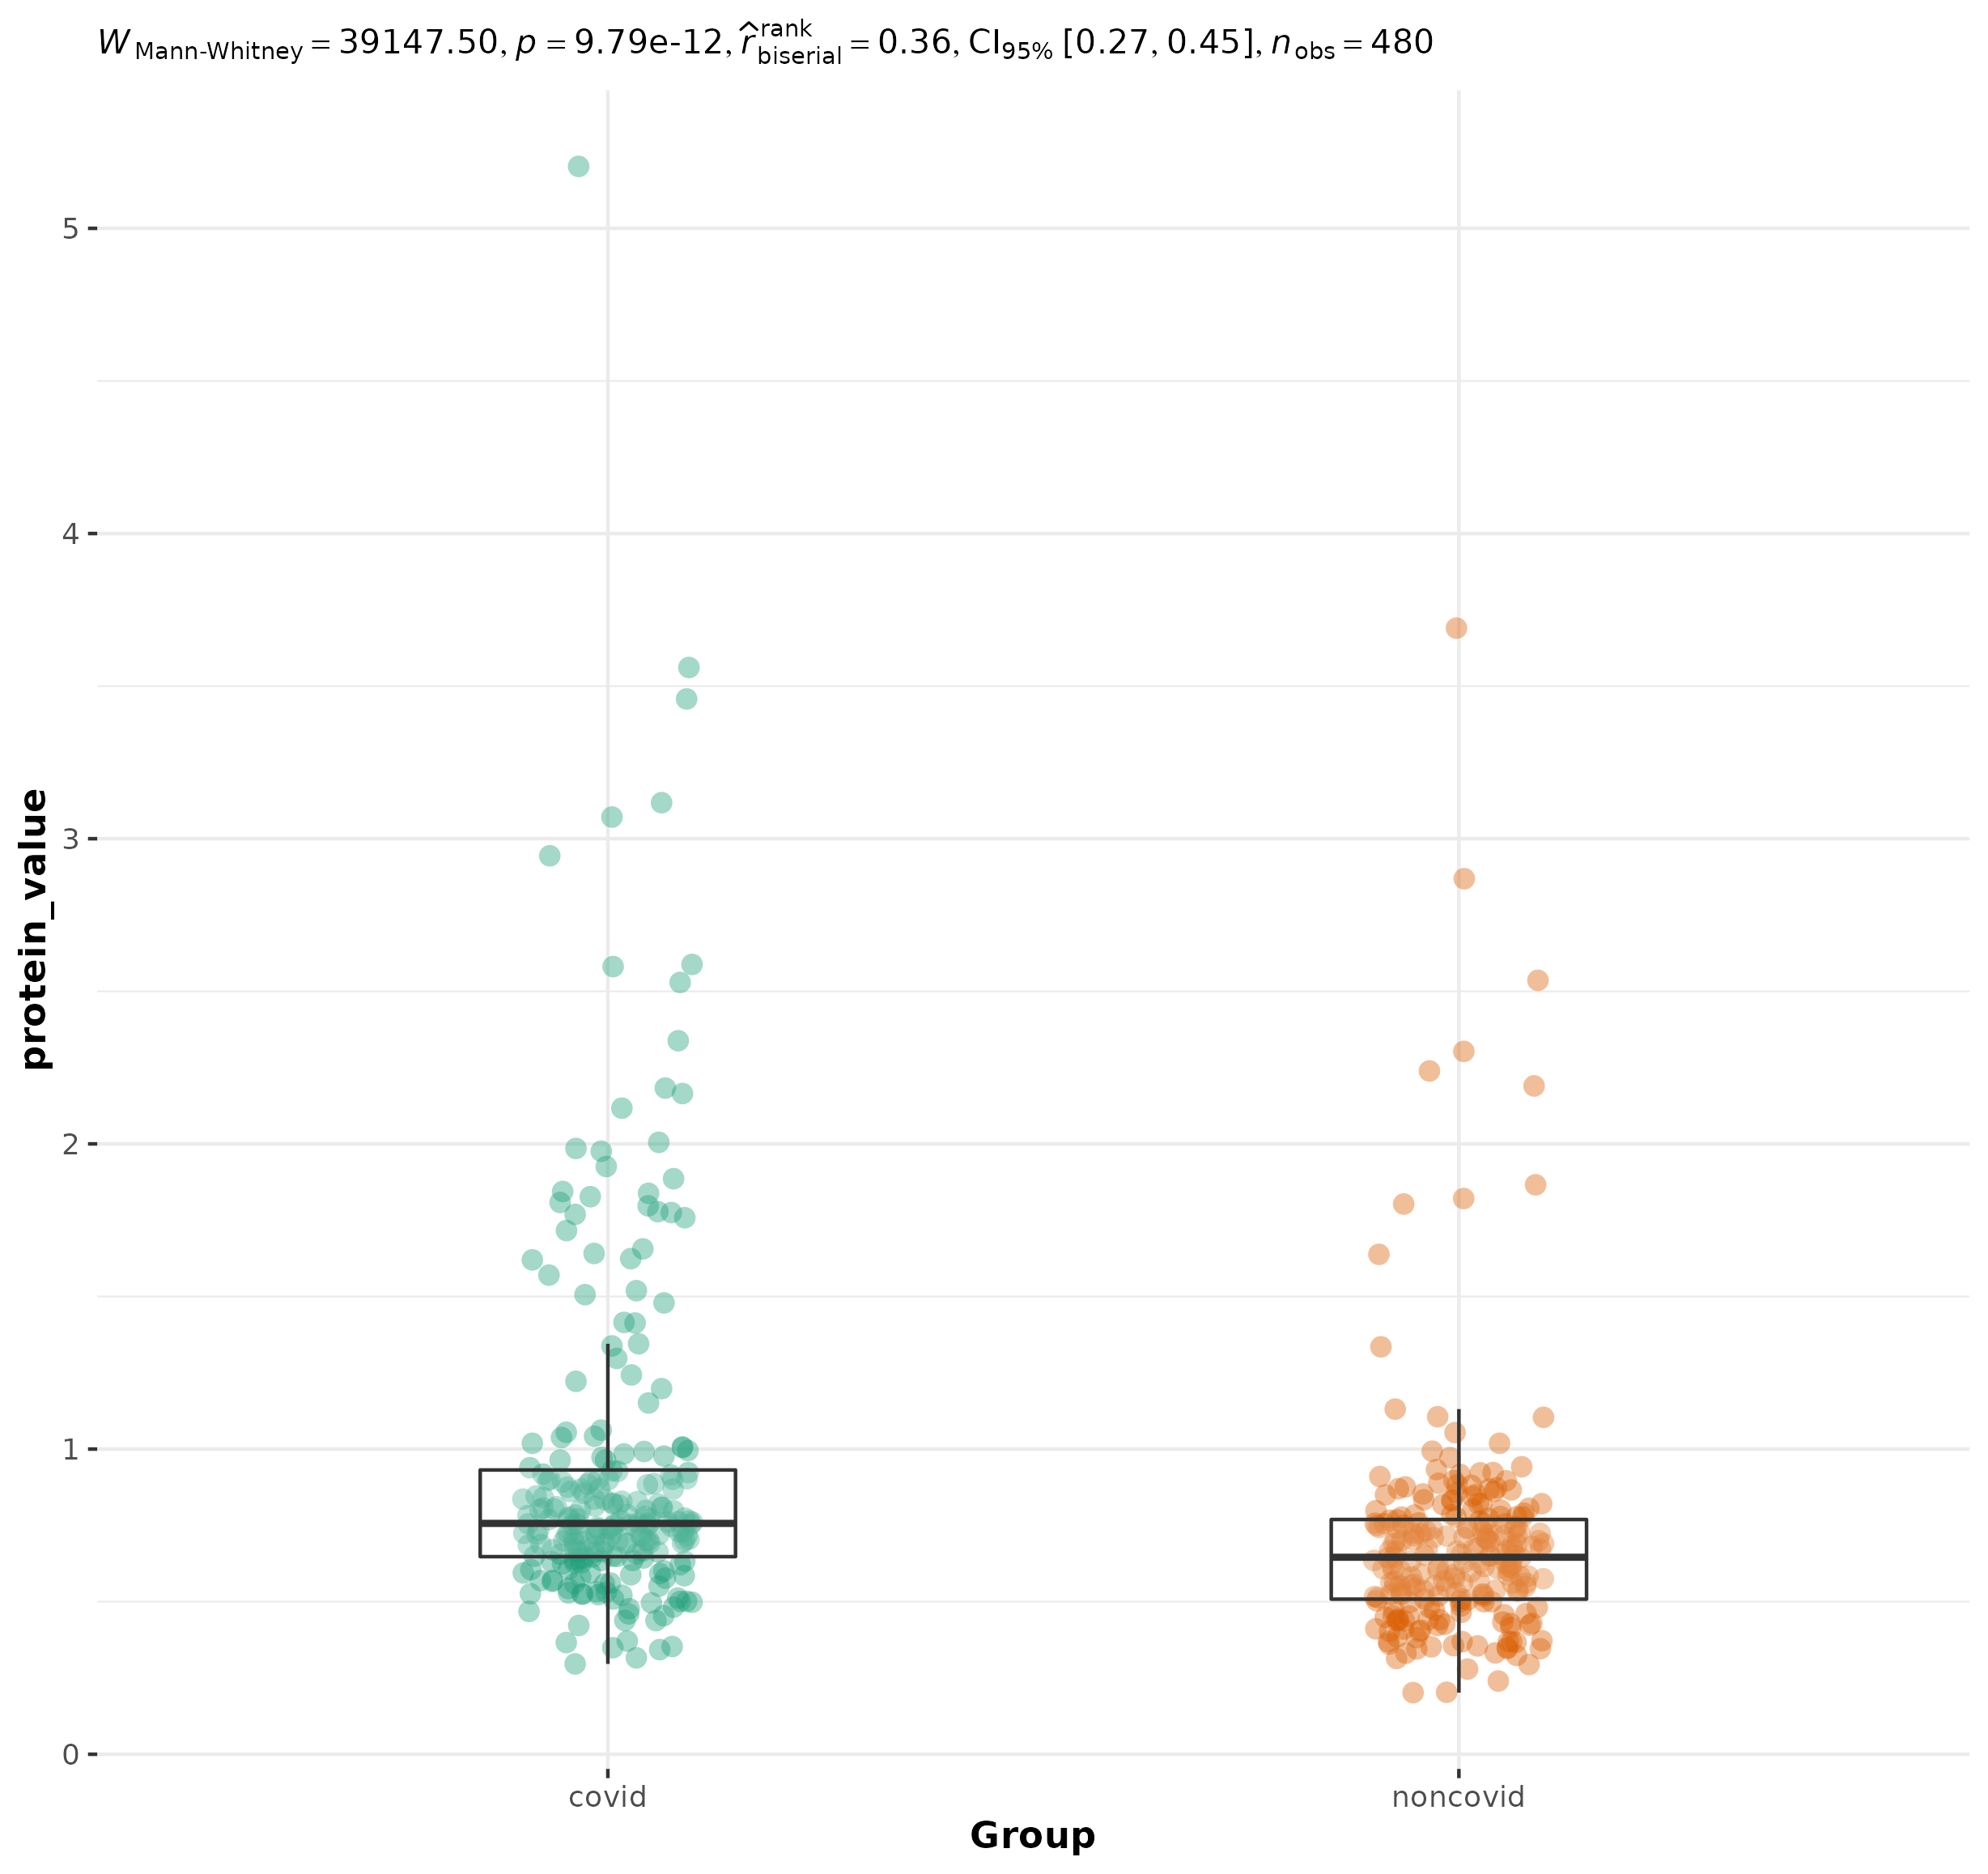 W Mann-Whitney = 39147.50, p = 9.79e-12, r̂ rank biserial = 0.36, CI95% [0.27, 0.45], n obs = 480
5
4
3
2
1
0
protein_value
covid noncovid
Group